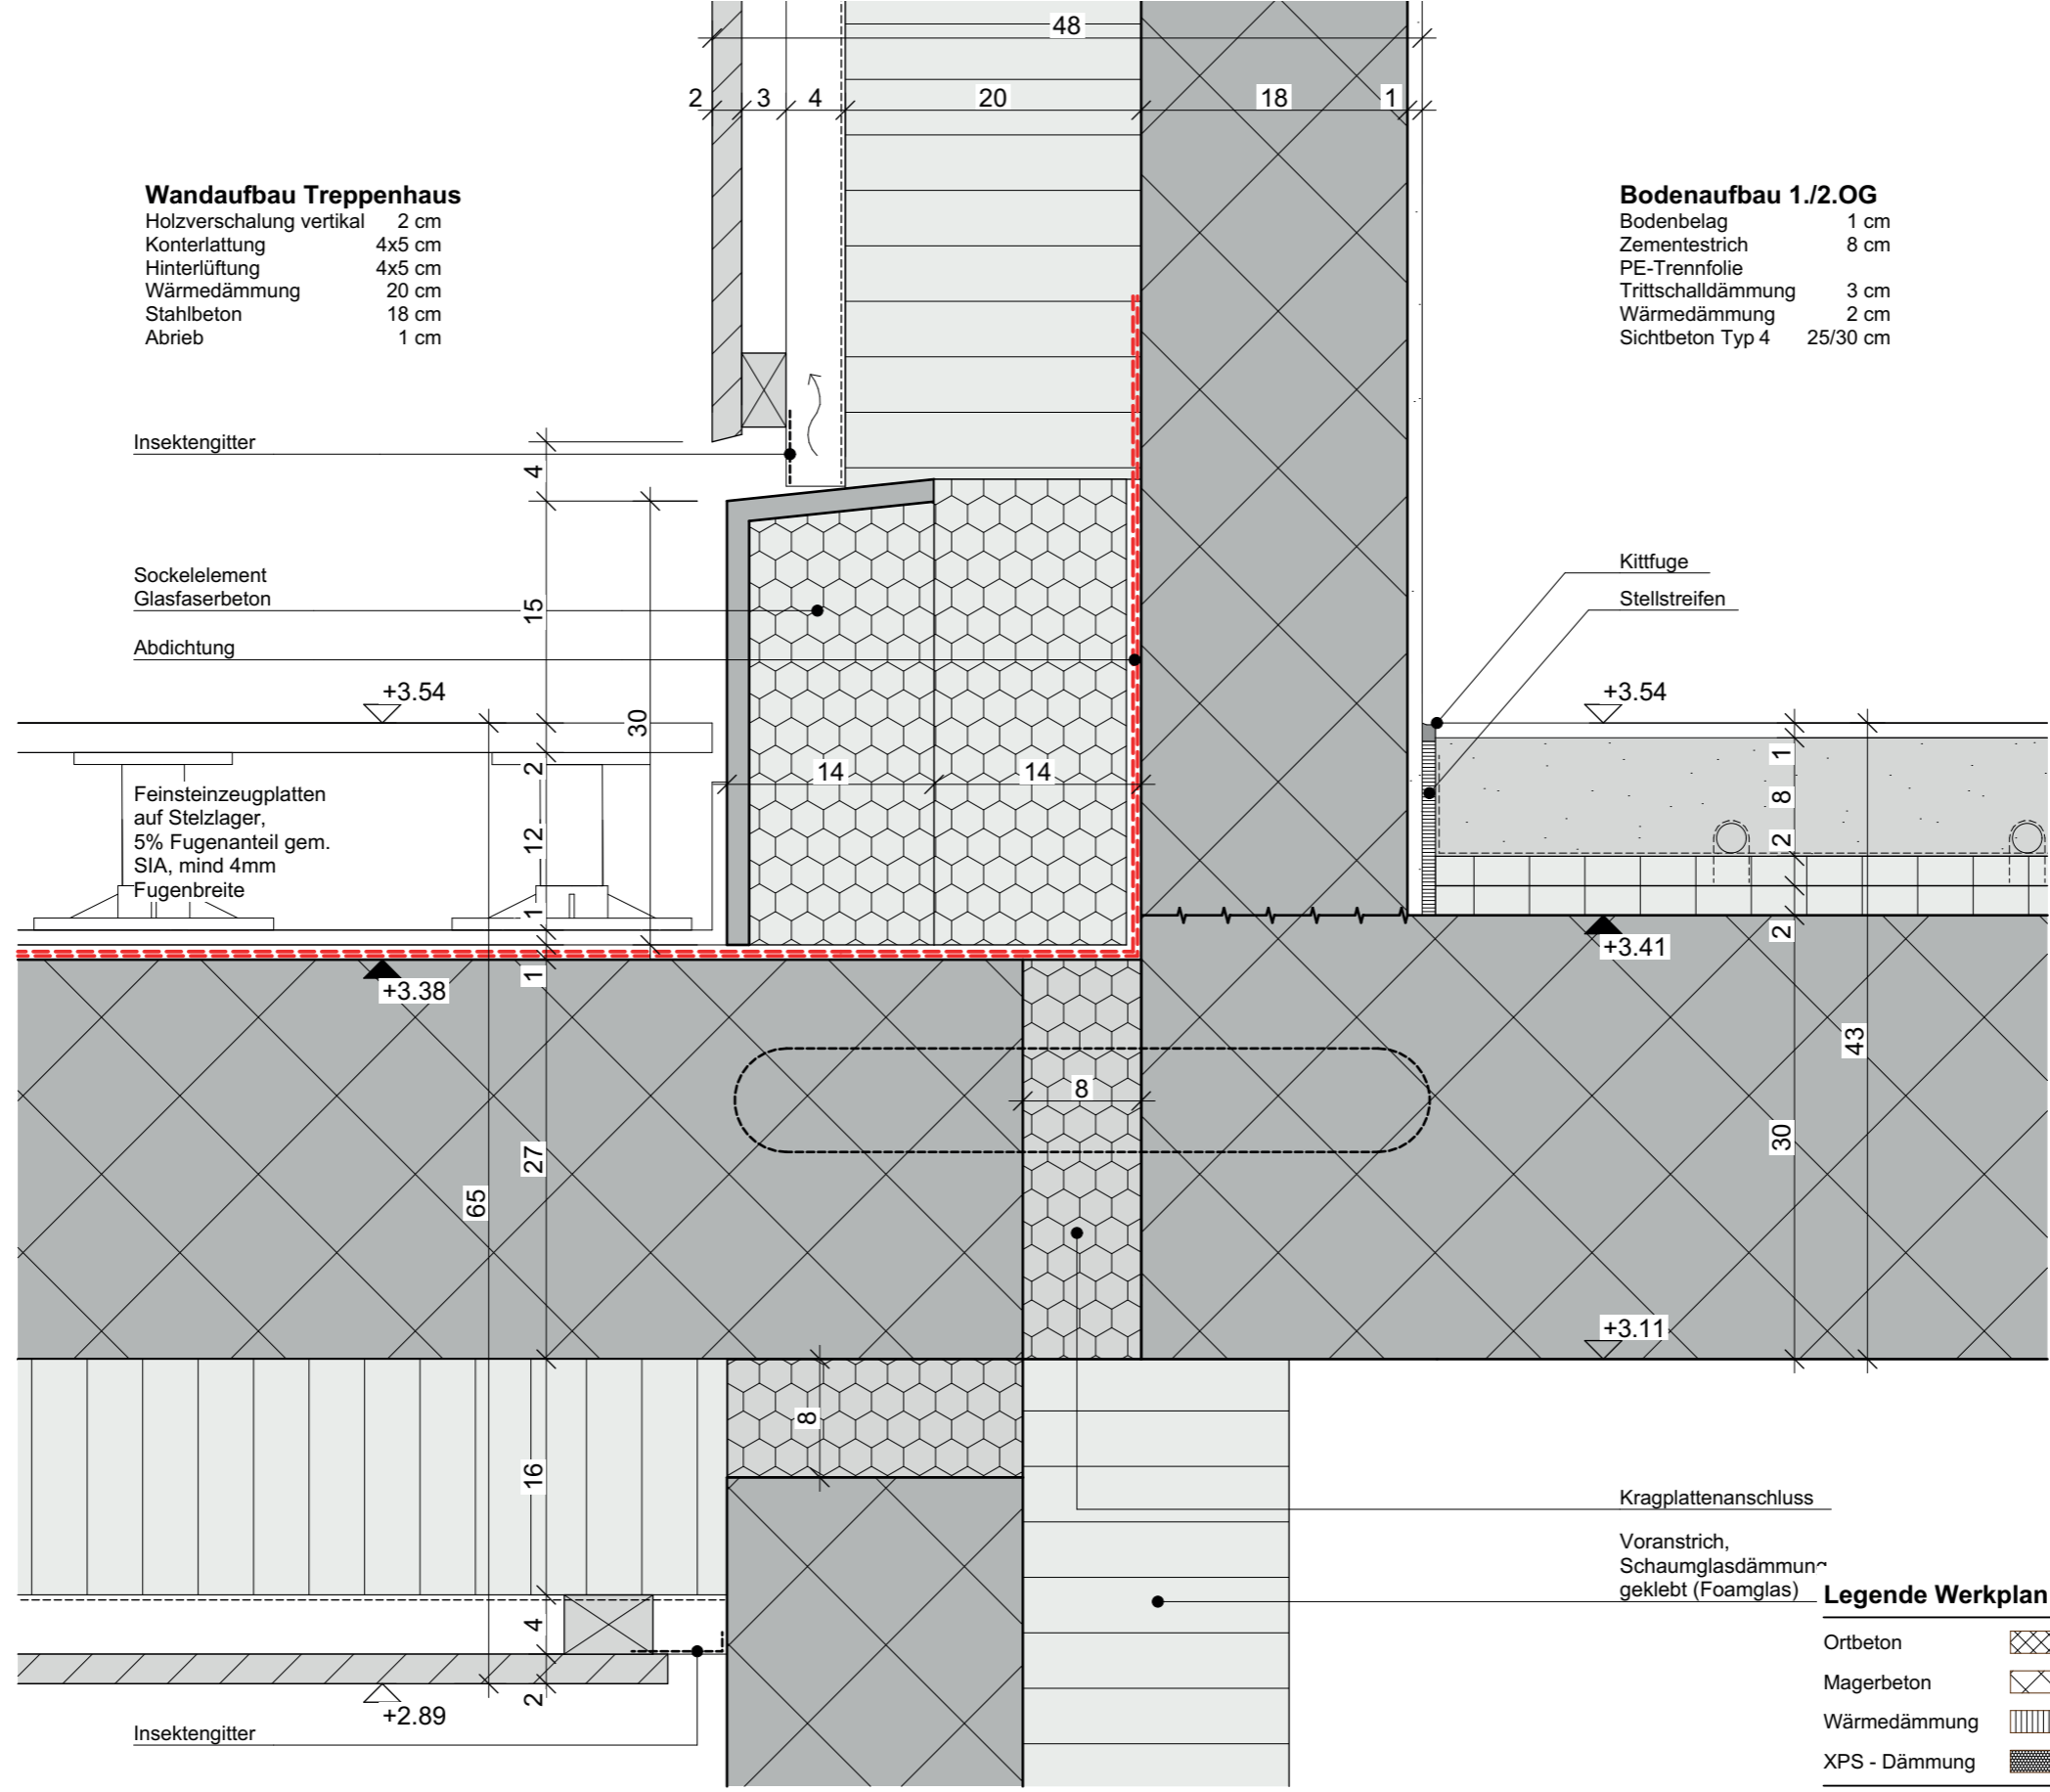 48
2 3 4 20 18 1
Wandaufbau Treppenhaus
Holzverschalung vertikal 2 cm
Konterlattung 4x5 cm
Hinterlüftung 4x5 cm
Wärmedämmung 20 cm
Stahlbeton 18 cm
Abrieb 1 cm
Bodenaufbau 1./2.OG
Bodenbelag 1 cm
Zementestrich 8 cm
PE-Trennfolie
Trittschalldämmung 3 cm
Wärmedämmung 2 cm
Sichtbeton Typ 4 25/30 cm
Insektengitter
4
Sockelelement
Glasfaserbeton
15
Abdichtung
Kittfuge
Stellstreifen
+3.54
30
+3.54
2
14 14
1
Feinsteinzeugplatten
auf Stelzlager,
5% Fugenanteil gem.
SIA, mind 4mm
Fugenbreite
12
8
2
1
2
+3.41
1
+3.38
43
8
27
30
65
+3.11
8
16
Kragplattenanschluss
Voranstrich,
Schaumglasdämmung
geklebt (Foamglas)
4
2
+2.89
Insektengitter
Legende Werkplan
Ortbeton
Magerbeton
Wärmedämmung
XPS - Dämmung